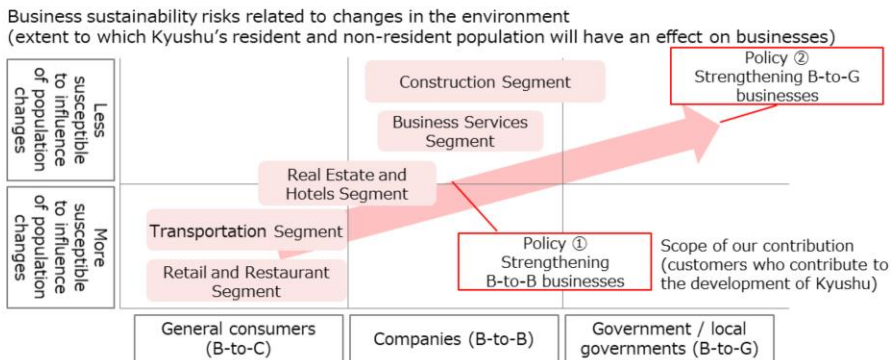 Business sustainability risks related to changes in the environment
(extent to which Kyushu's resident and non-resident population will have an effect on businesses)
Less
susceptible
to influence
of population
changes
More
susceptible
to influence
of population
changes
Construction Segment
Business Services
Segment
Real Estate and
Hotels Segment
Transportation Segment
Retail and Restaurant
Segment
Policy ②
Strengthening B-to-G
businesses
Policy ①
Strengthening
B-to-B businesses
Scope of our contribution
(customers who contribute to
the development of Kyushu)
General consumers
(B-to-C)
Companies (B-to-B)
Government / local
governments (B-to-G)